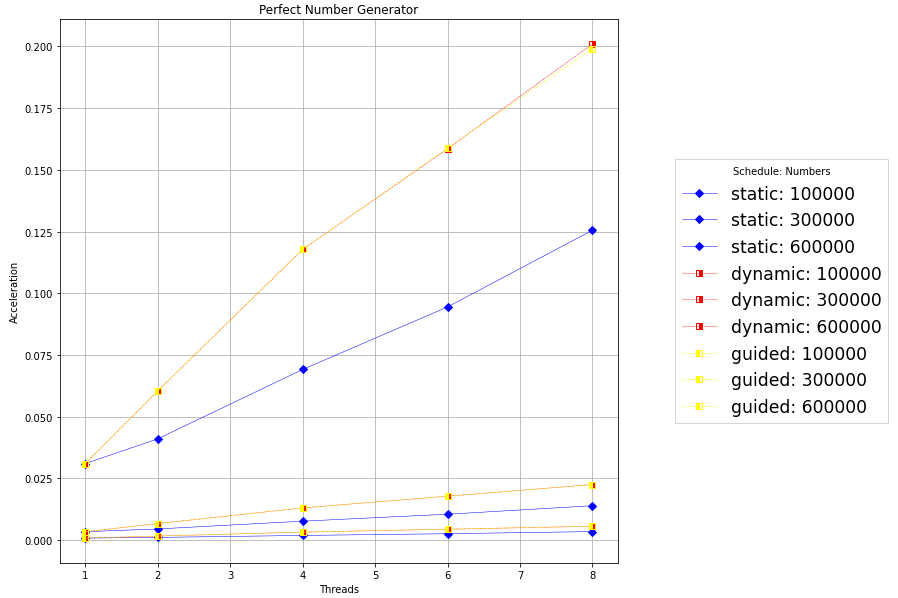 Perfect Number Generator
0.200
0.175
0.150
0.125
0.100
0.075
0.050
0.025
0.000
Acceleration
1 2 3 4 5 6 7 8
Threads
Schedule: Numbers
static: 100000
static: 300000
static: 600000
dynamic: 100000
dynamic: 300000
dynamic: 600000
guided: 100000
guided: 300000
guided: 600000